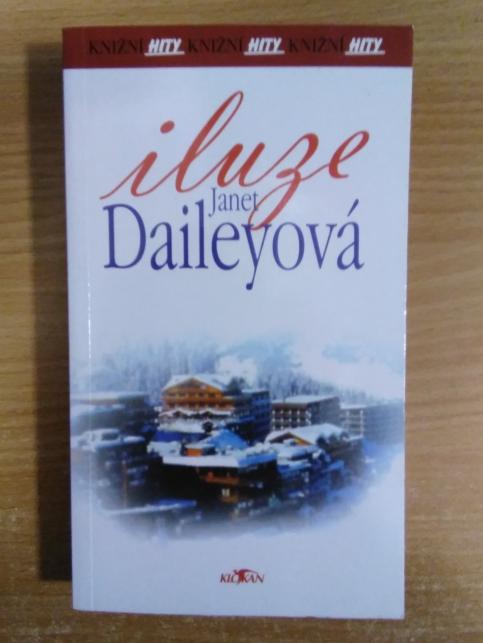 KNIŽNÍ HITY KNIŽNÍ HITY KNIŽNÍ HITY
iluze
Janet
Daileyová
KLOKAN